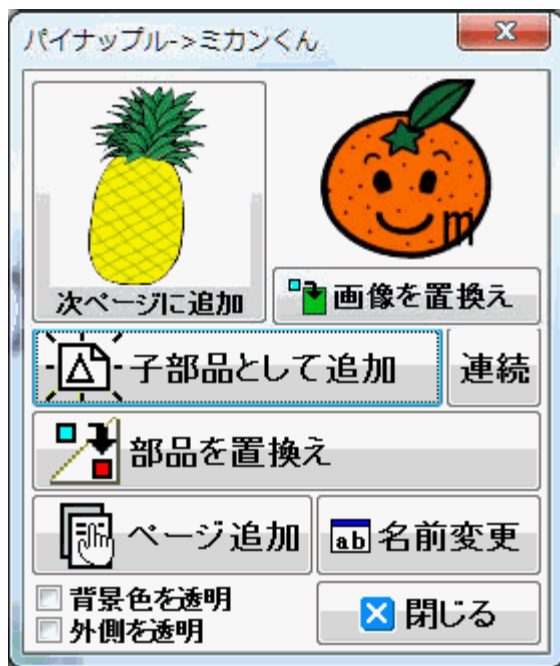 パイナップル->ミカンくん
x
m
次ページに追加
画像を置換え
子部品として追加
連続
部品を置換え
ページ追加
ab
名前変更
背景色を透明
外側を透明
閉じる